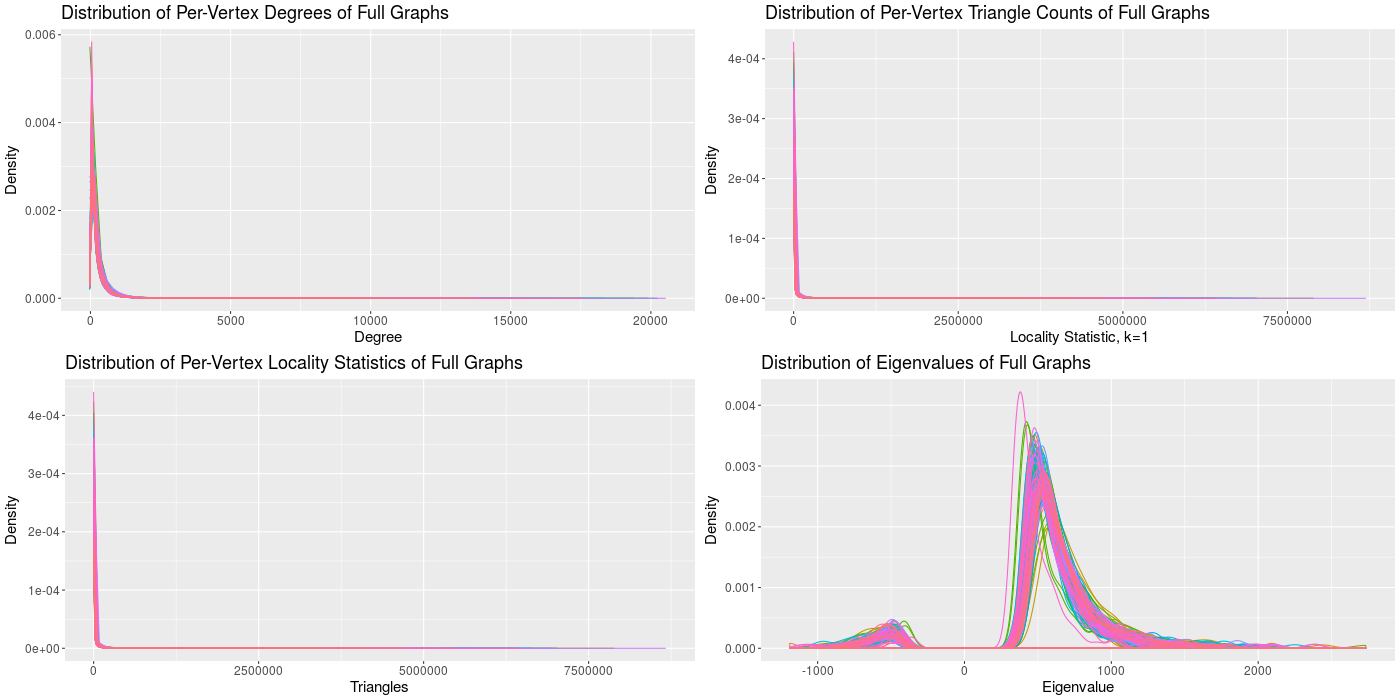 Distribution of Per-Vertex Degrees of Full Graphs
Density
0.006
0.004
0.002
0.000
0 5000 10000 15000 20000
Degree
Distribution of Per-Vertex Triangle Counts of Full Graphs
Density
4e-04
3e-04
2e-04
1e-04
0e+00
0 2500000 5000000 7500000
Locality Statistic, k=1
Distribution of Per-Vertex Locality Statistics of Full Graphs
Density
4e-04
3e-04
2e-04
1e-04
0e+00
0 2500000 5000000 7500000
Triangles
Distribution of Eigenvalues of Full Graphs
Density
0.004
0.003
0.002
0.001
0.000
-1000 0 1000 2000
Eigenvalue